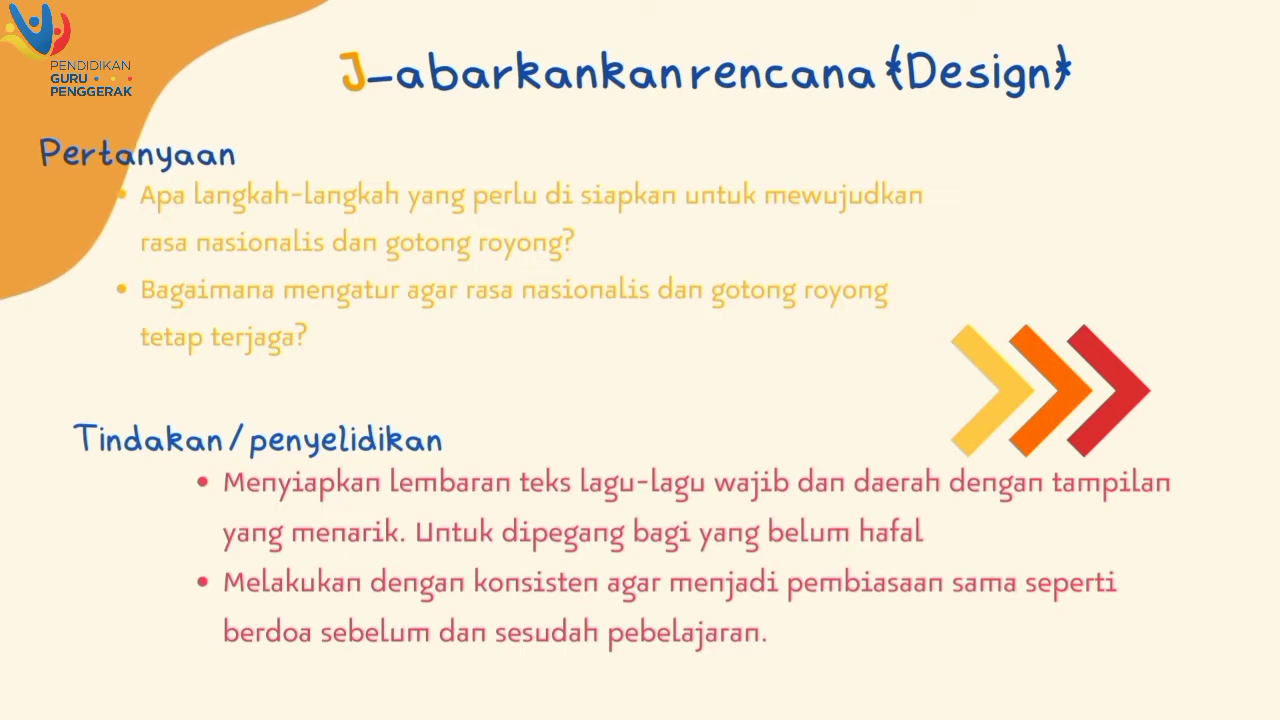 PENDIDIKAN
GURU
PENGGERAK
J-abarkankan rencana {Design}
Pertanyaan
• Apa langkah-langkah yang perlu di siapkan untuk mewujudkan
rasa nasionalis dan gotong royong?
• Bagaimana mengatur agar rasa nasionalis dan gotong royong
tetap terjaga?
Tindakan/penyelidikan
• Menyiapkan lembaran teks lagu-lagu wajib dan daerah dengan tampilan
yang menarik. Untuk dipegang bagi yang belum hafal
• Melakukan dengan konsisten agar menjadi pembiasaan sama seperti
berdoa sebelum dan sesudah pebelajaran.